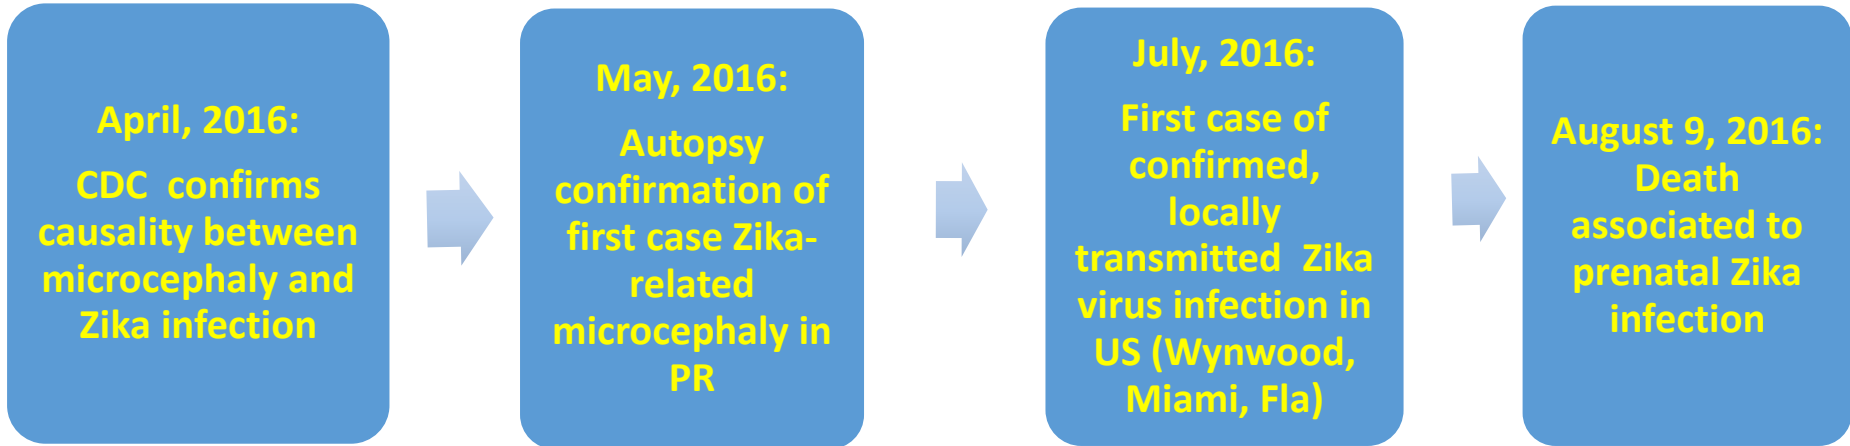 April, 2016:
CDC confirms
causality between
microcephaly and
Zika infection
May, 2016:
Autopsy
confirmation of
first case Zika-
related
microcephaly in
PR
July, 2016:
First case of
confirmed,
locally
transmitted Zika
virus infection in
US (Wynwood,
Miami, Fla)
August 9, 2016:
Death
associated to
prenatal Zika
infection